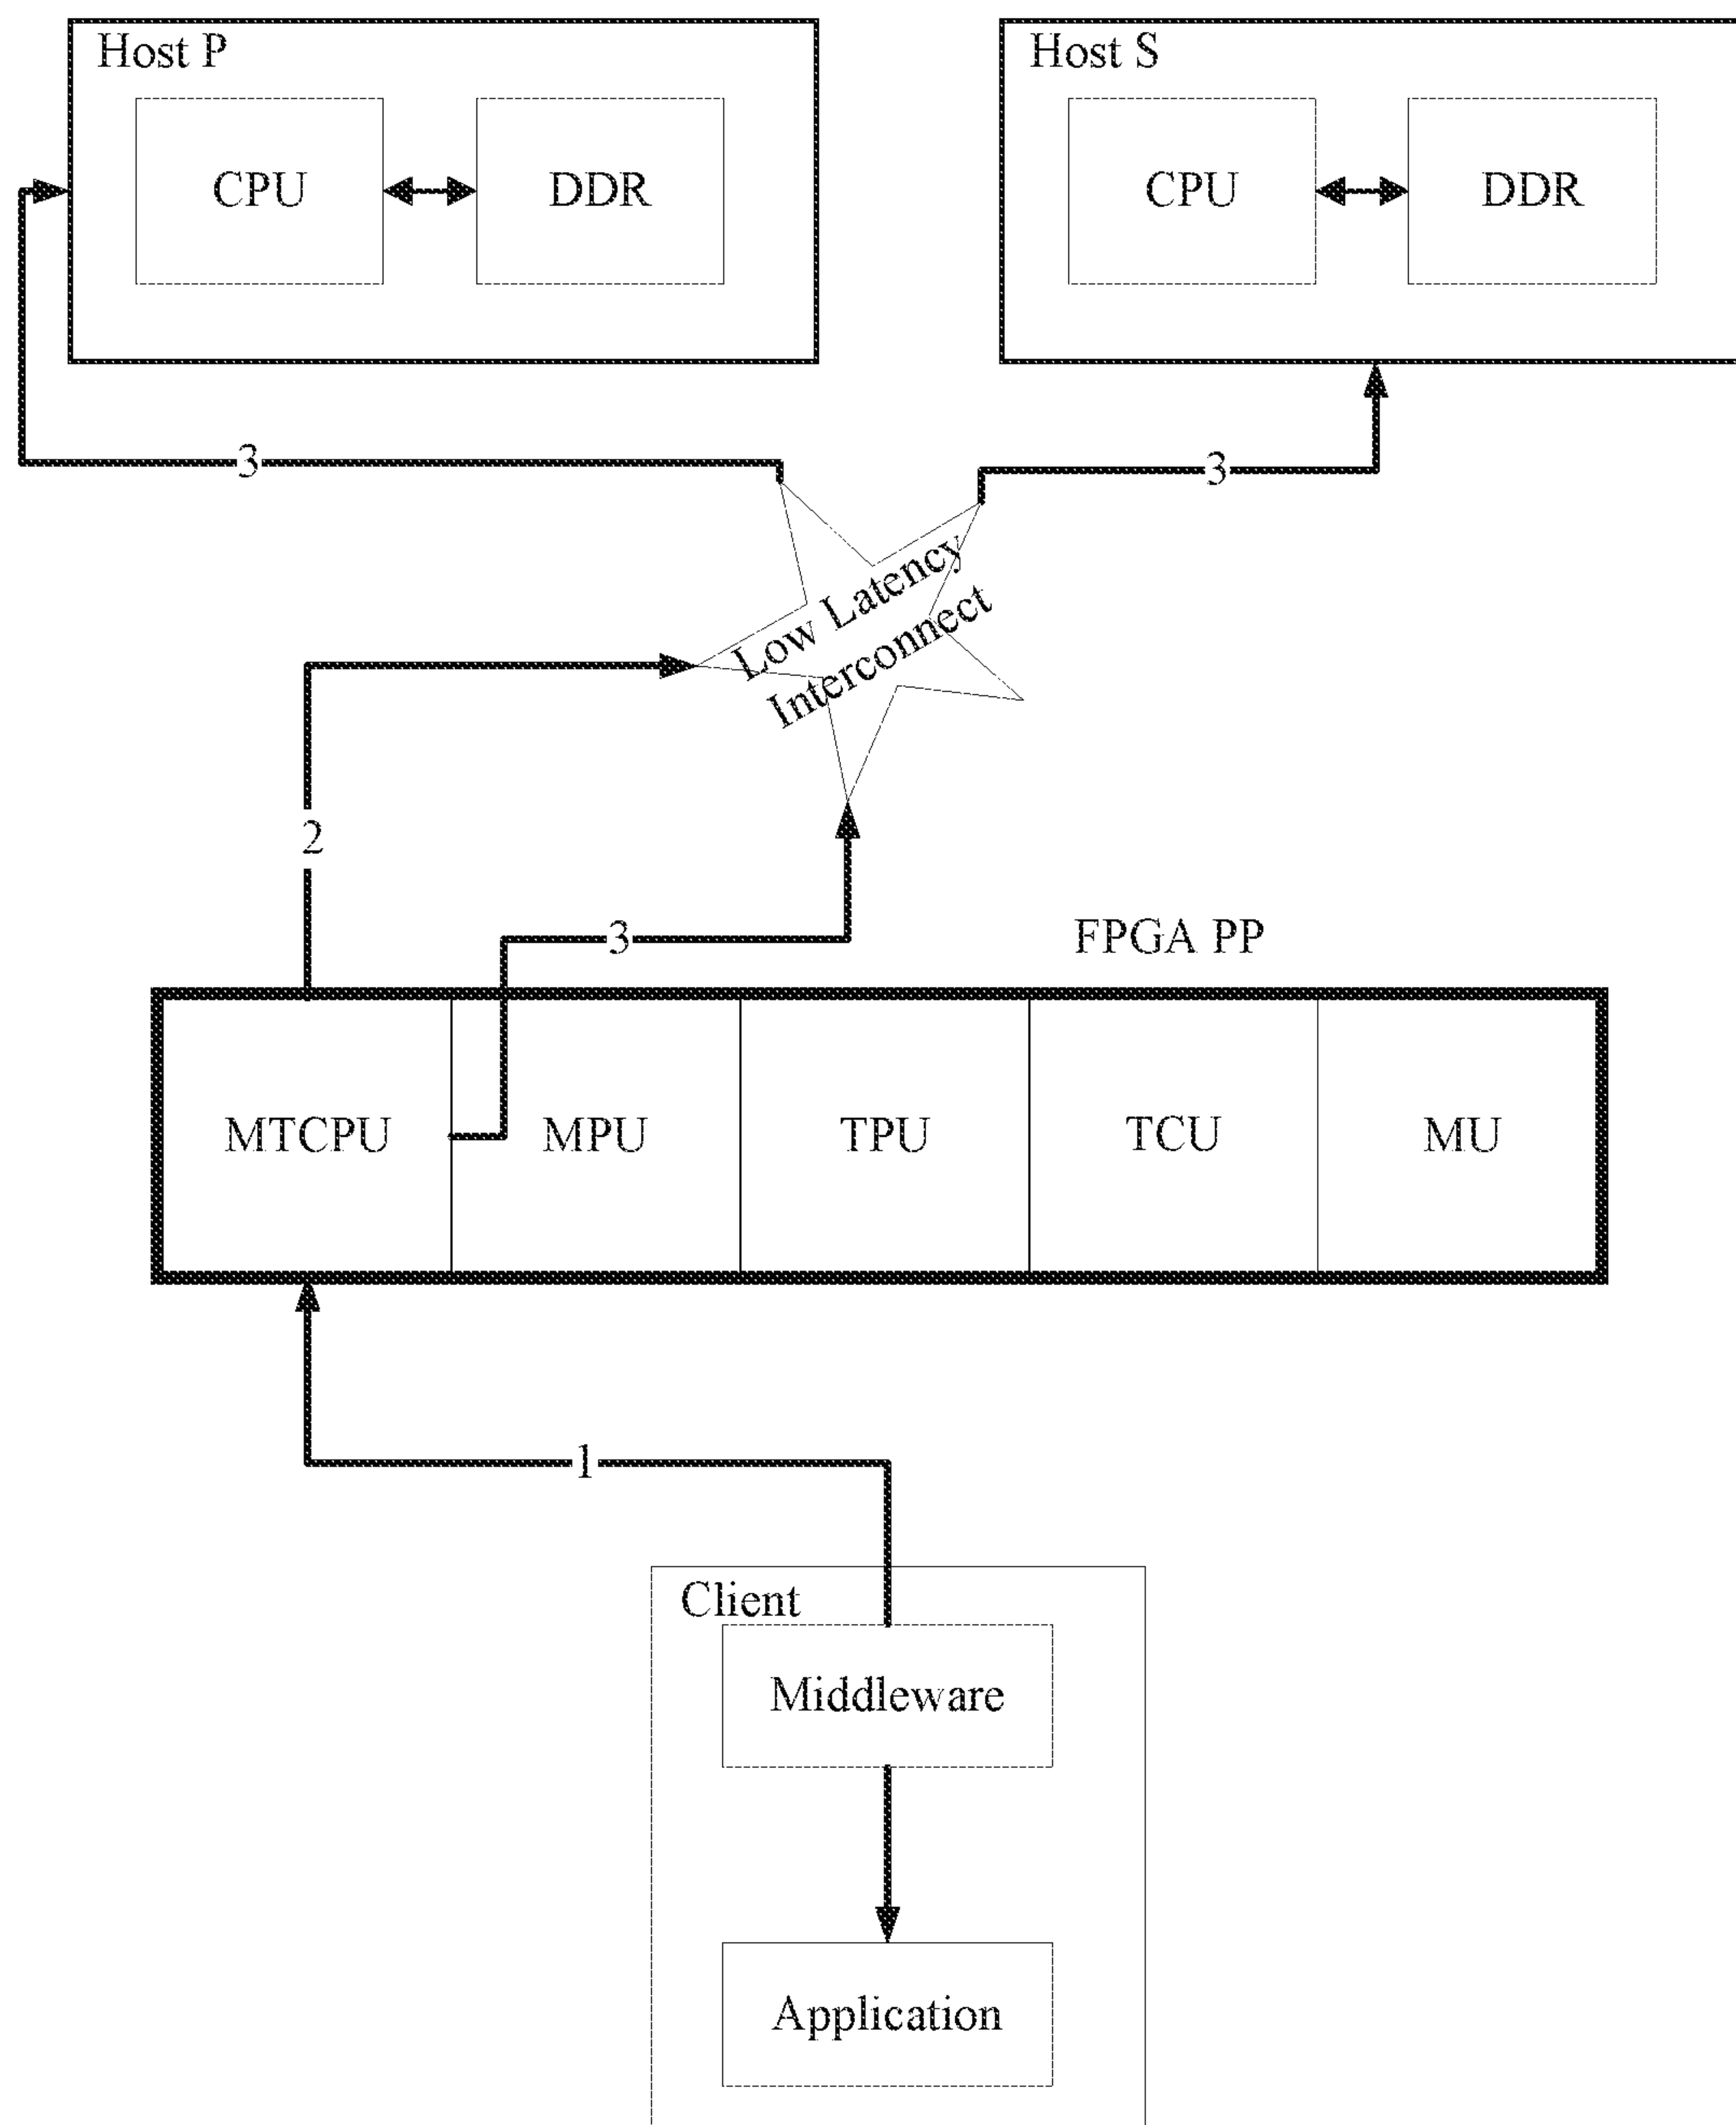 Host P
Host S
CPU
DDR
CPU
DDR
3
3
Low Latency
Interconnect
2
3
FPGA PP
MTCPU
MPU
TPU
TCU
MU
1
Client
Middleware
Application